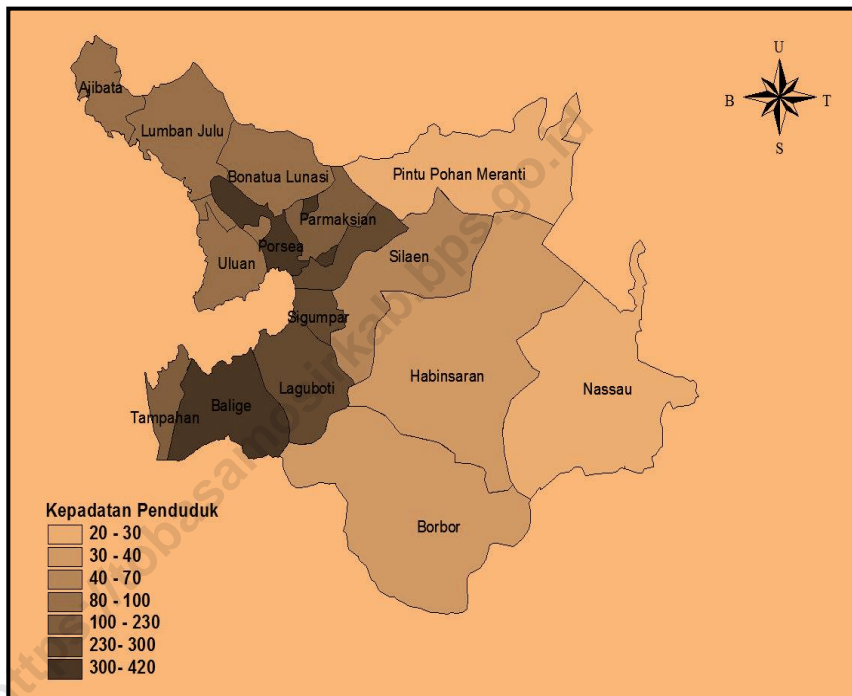 U
B
T
S
Ajibata
Lumban Julu
Bonatua Lunasi
Pintu Pohan Meranti
Parmaksian
Porsea
Silaen
Uluan
Sigumpar
Habinsaran
Laguboti
Nassau
Balige
Tampahan
Borbor
Kepadatan Penduduk
20 - 30
30 - 40
40 - 70
80 - 100
100 - 230
230- 300
300- 420
https://tobasamosirkab.bps.go.id